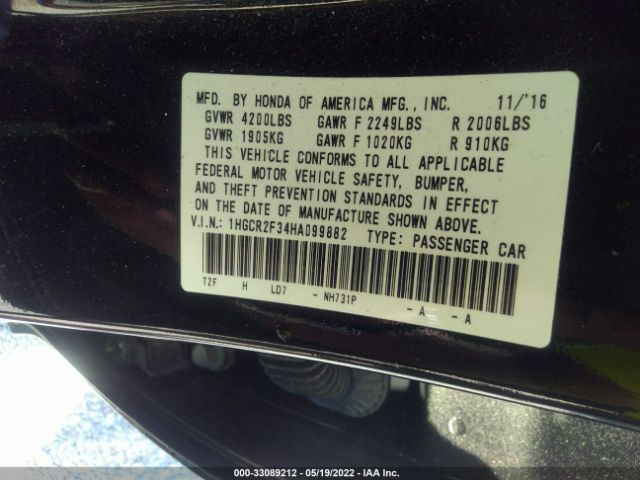 MFD. BY HONDA OF AMERICA MFG., INC. 11/'16
GVWR 4200LBS GAWR F 2249LBS R 2006LBS
GVWR 1905KG GAWR F 1020KG R 910KG
THIS VEHICLE CONFORMS TO ALL APPLICABLE
FEDERAL MOTOR VEHICLE SAFETY, BUMPER,
AND THEFT PREVENTION STANDARDS IN EFFECT
ON THE DATE OF MANUFACTURE SHOWN ABOVE.
V.I.N.: 1HGCR2F34HA099882 TYPE: PASSENGER CAR
T2F H LD7 - NH731P - A - A
000-33089212 - 05/19/2022 - IAA Inc.